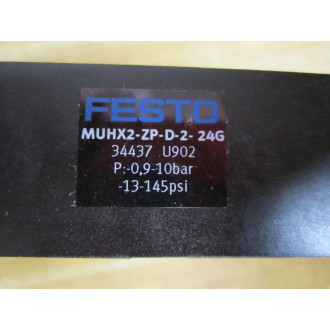 FESTO
MUHX2-ZP-D-2- 24G
34437 U902
P:-0,9-10bar
-13-145psi